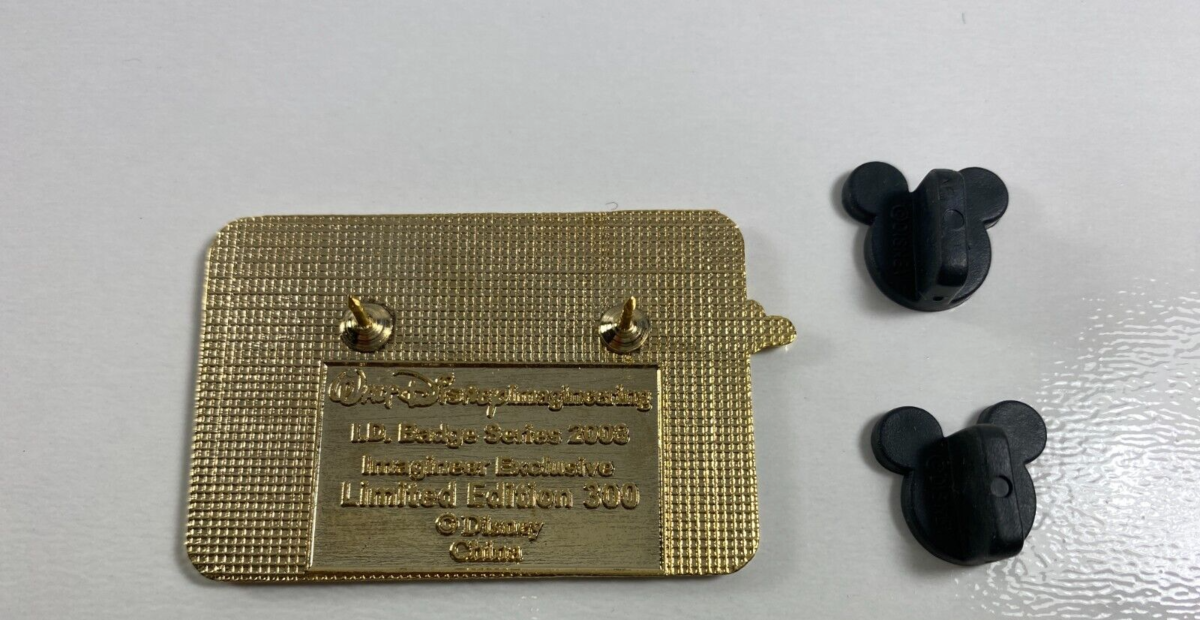 Walt Disney Imagineering
I.D. Badge Series 2008
Imagineer Exclusive
Limited Edition 300
©Disney
China